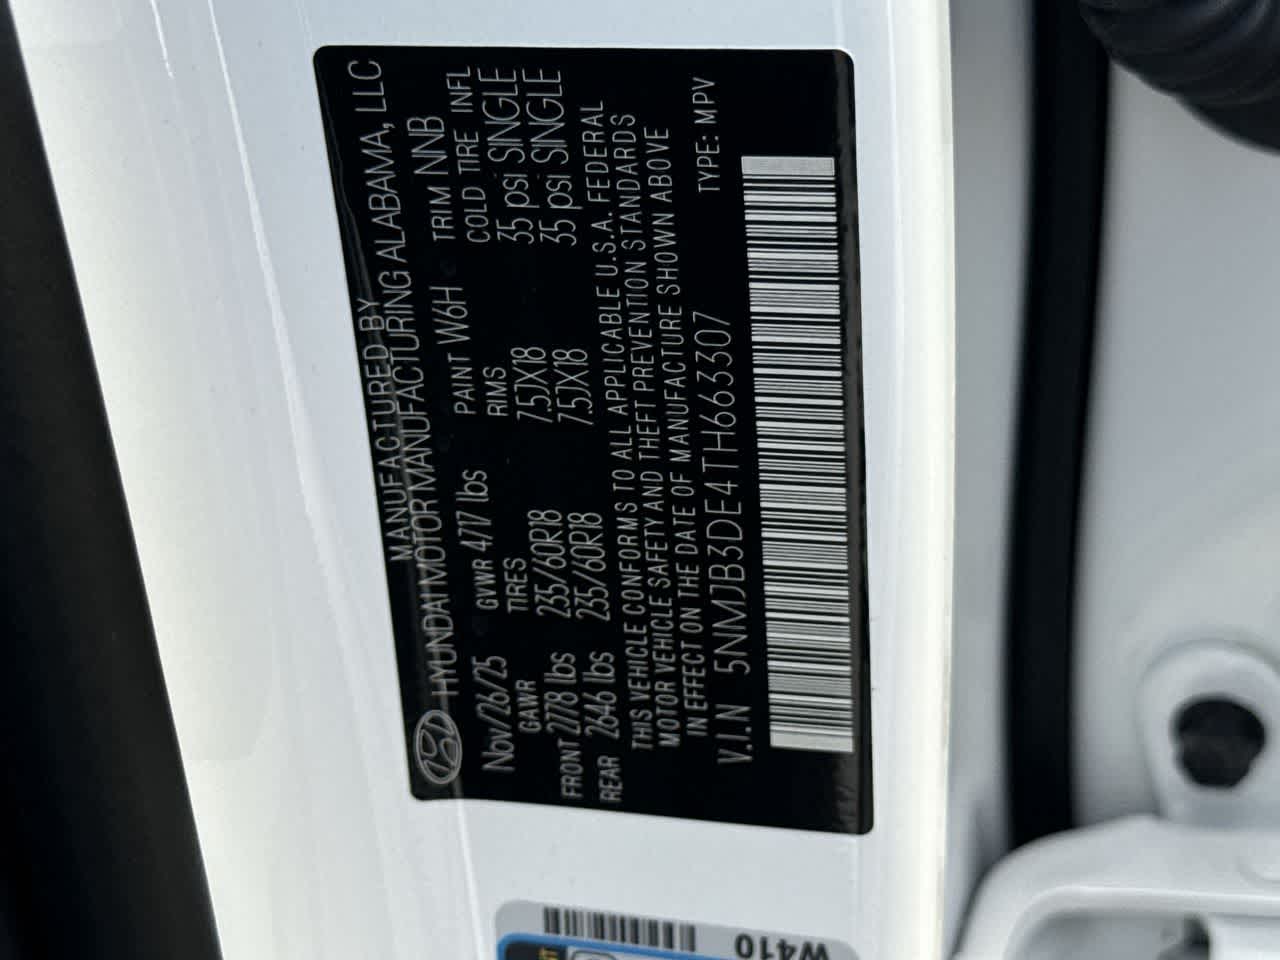 MANUFACTURED BY
HYUNDAI MOTOR MANUFACTURING ALABAMA, LLC
Nov/26/25 GVWR 4717 lbs PAINT W6H TRIM NNB
GAWR TIRES RIMS COLD TIRE INFL
FRONT 2778 lbs 235/60R18 7.5JX18 35 psi SINGLE
REAR 2646 lbs 235/60R18 7.5JX18 35 psi SINGLE
THIS VEHICLE CONFORMS TO ALL APPLICABLE U.S.A. FEDERAL
MOTOR VEHICLE SAFETY AND THEFT PREVENTION STANDARDS
IN EFFECT ON THE DATE OF MANUFACTURE SHOWN ABOVE
V.I.N 5NMJB3DE4TH663307 TYPE: MPV
W410